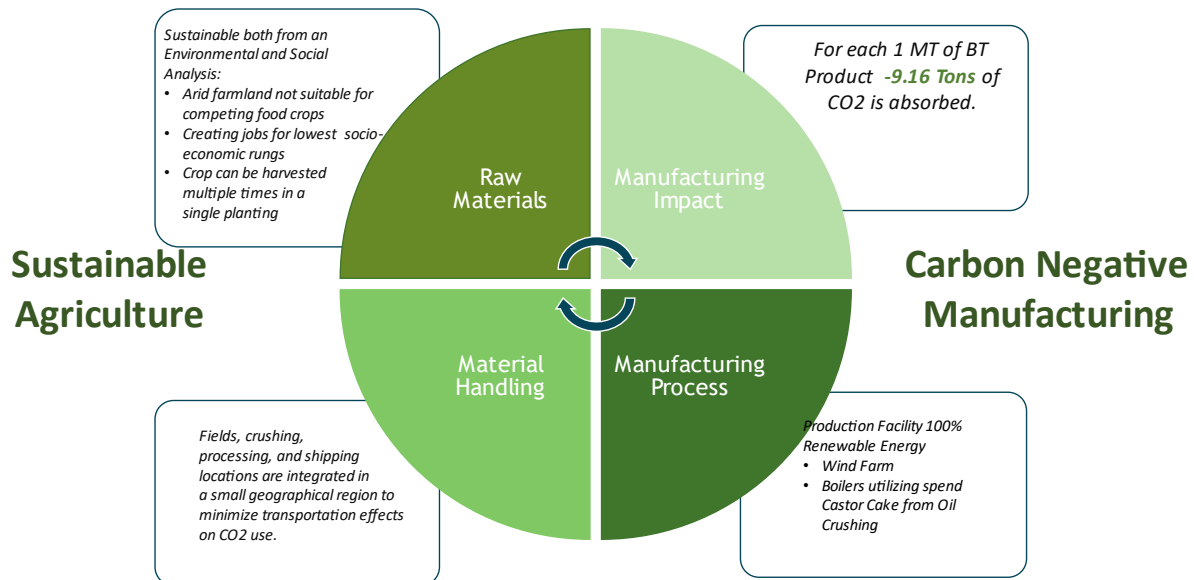 Sustainable both from an
Environmental and Social
Analysis:
• Arid farmland not suitable for
competing food crops
• Creating jobs for lowest socio-
economic rungs
• Crop can be harvested
multiple times in a
single planting
For each 1 MT of BT
Product -9.16 Tons of
CO2 is absorbed.
Raw
Materials
Manufacturing
Impact
Sustainable
Agriculture
Carbon Negative
Manufacturing
Material
Handling
Manufacturing
Process
Fields, crushing,
processing, and shipping
locations are integrated in
a small geographical region to
minimize transportation effects
on CO2 use.
Production Facility 100%
Renewable Energy
• Wind Farm
• Boilers utilizing spend
Castor Cake from Oil
Crushing